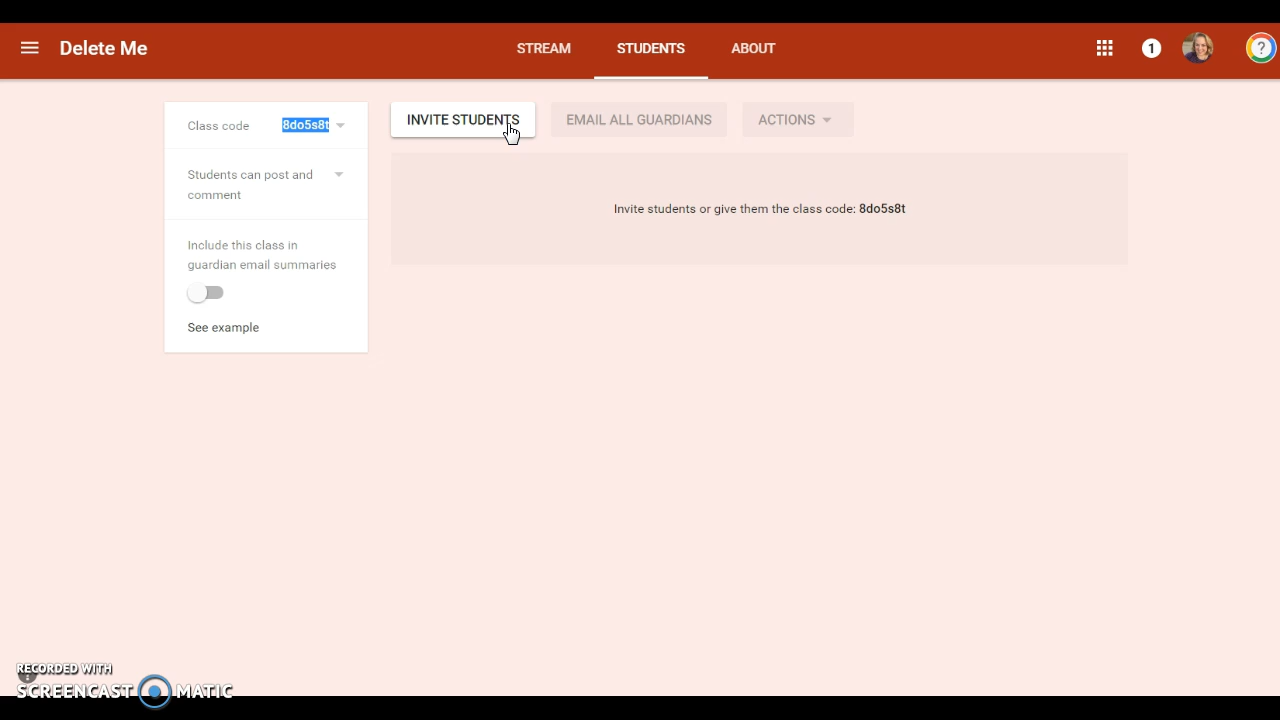 Delete Me
STREAM
STUDENTS
ABOUT
1
?
Class code 8do5s8t
Students can post and
comment
Include this class in
guardian email summaries
See example
INVITE STUDENTS
EMAIL ALL GUARDIANS
ACTIONS
Invite students or give them the class code: 8do5s8t
RECORDED WITH
SCREENCAST MATIC